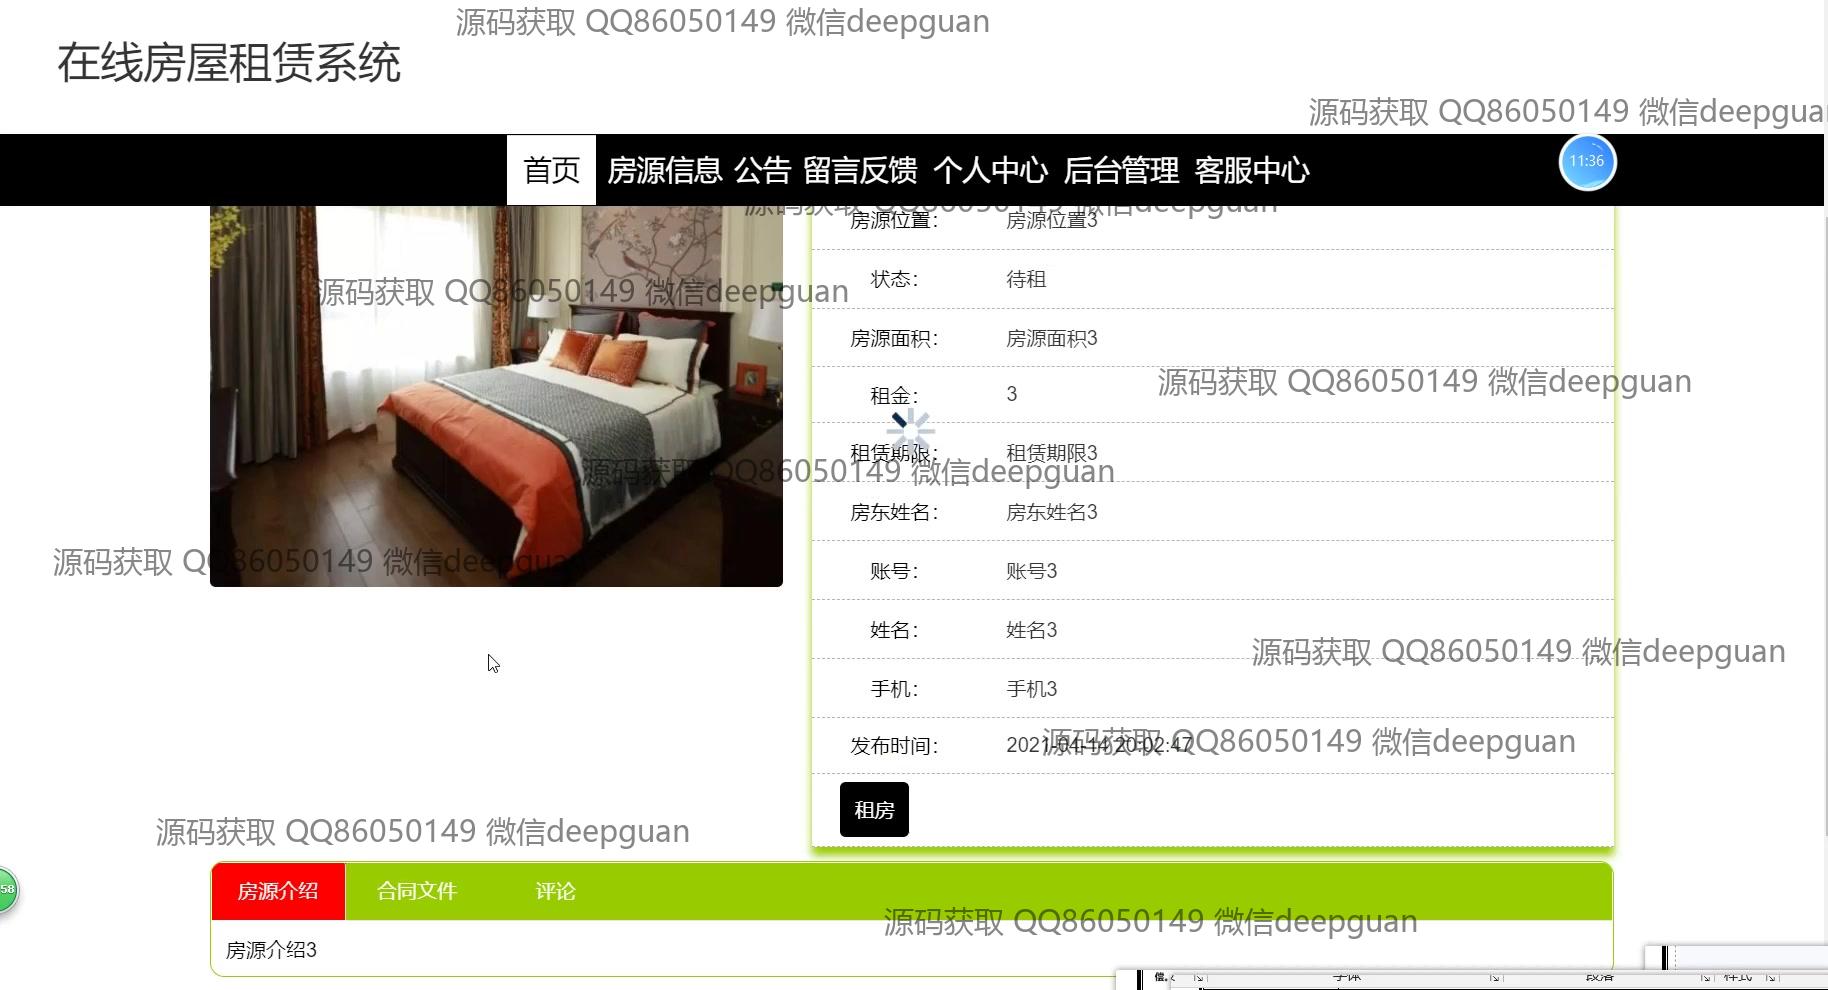 源码获取 QQ86050149 微信deepguan
在线房屋租赁系统
源码获取 QQ86050149 微信deepgua
首页 房源信息 公告 留言反馈 个人中心 后台管理 客服中心
11:36
源码获取 QQ86050149 微信deepguan
房源位置： 房源位置3
状态： 待租
源码获取 QQ86050149 微信deepguan
房源面积： 房源面积3
源码获取 QQ86050149 微信deepguan
租金： 3
租赁期限： 租赁期限3
源码获取 QQ86050149 微信deepguan
房东姓名： 房东姓名3
源码获取 QQ86050149 微信deepguan
账号： 账号3
姓名： 姓名3
源码获取 QQ86050149 微信deepguan
手机： 手机3
发布时间： 2021-04-14 20:02:47
源码获取 QQ86050149 微信deepguan
租房
源码获取 QQ86050149 微信deepguan
58
房源介绍 合同文件 评论
源码获取 QQ86050149 微信deepguan
房源介绍3
字体 段落 样式